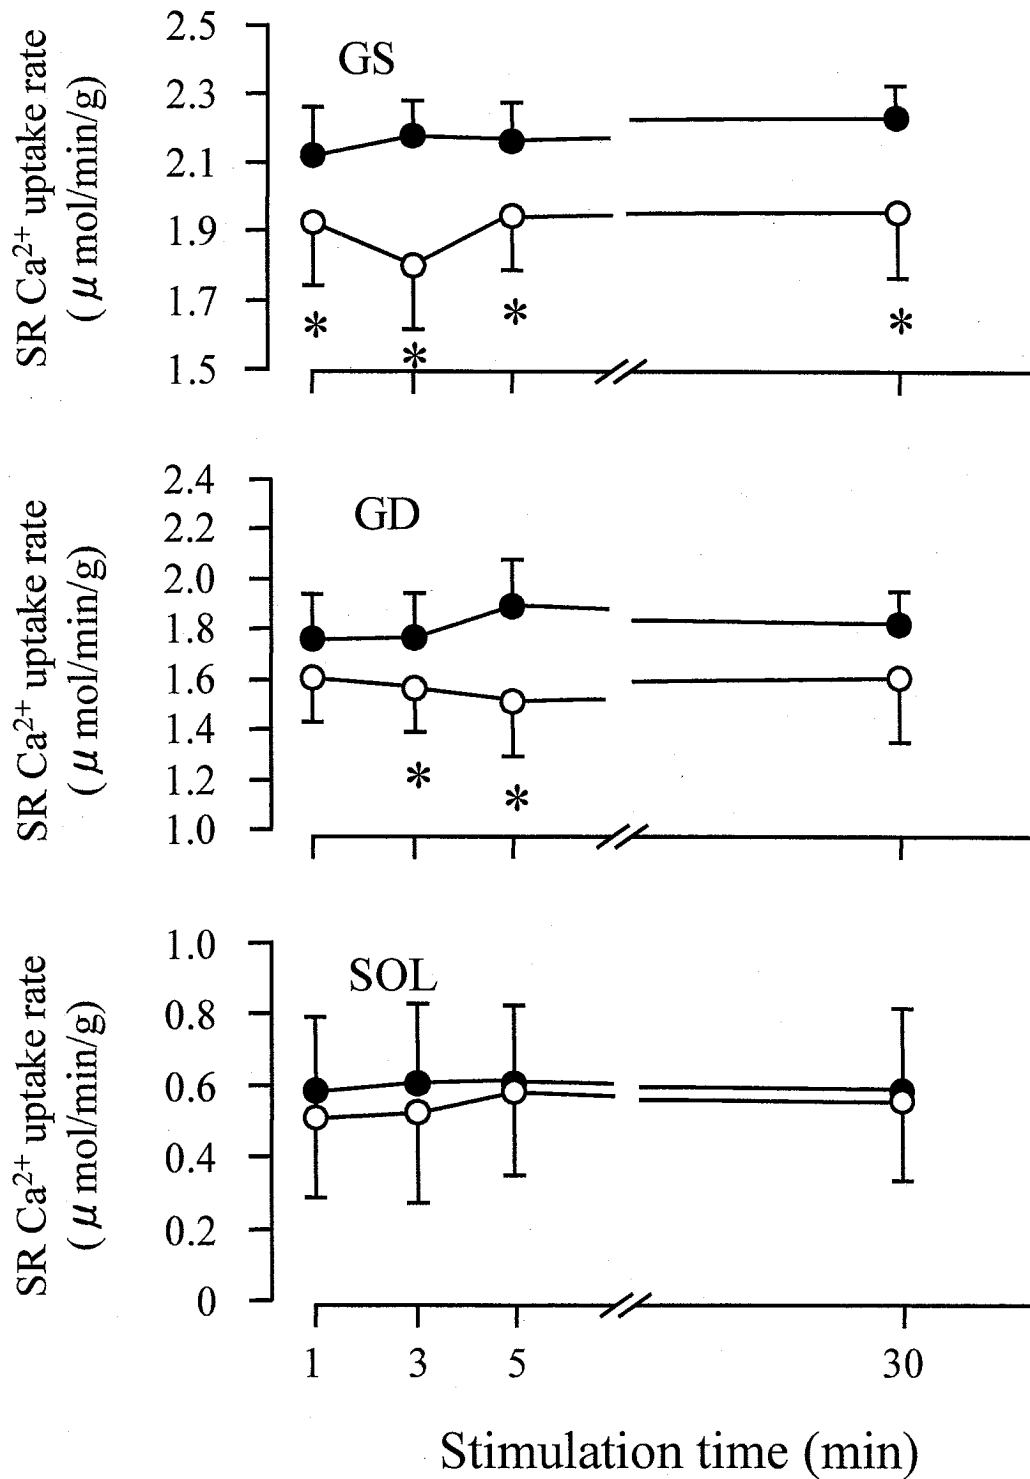 SR Ca²⁺ uptake rate
(μ mol/min/g)
2.5
2.3
2.1
1.9
1.7
1.5
GS
*
*
*
*
SR Ca²⁺ uptake rate
(μ mol/min/g)
2.4
2.2
2.0
1.8
1.6
1.4
1.2
1.0
GD
*
*
SR Ca²⁺ uptake rate
(μ mol/min/g)
1.0
0.8
0.6
0.4
0.2
0
SOL
1 3 5 30
Stimulation time (min)